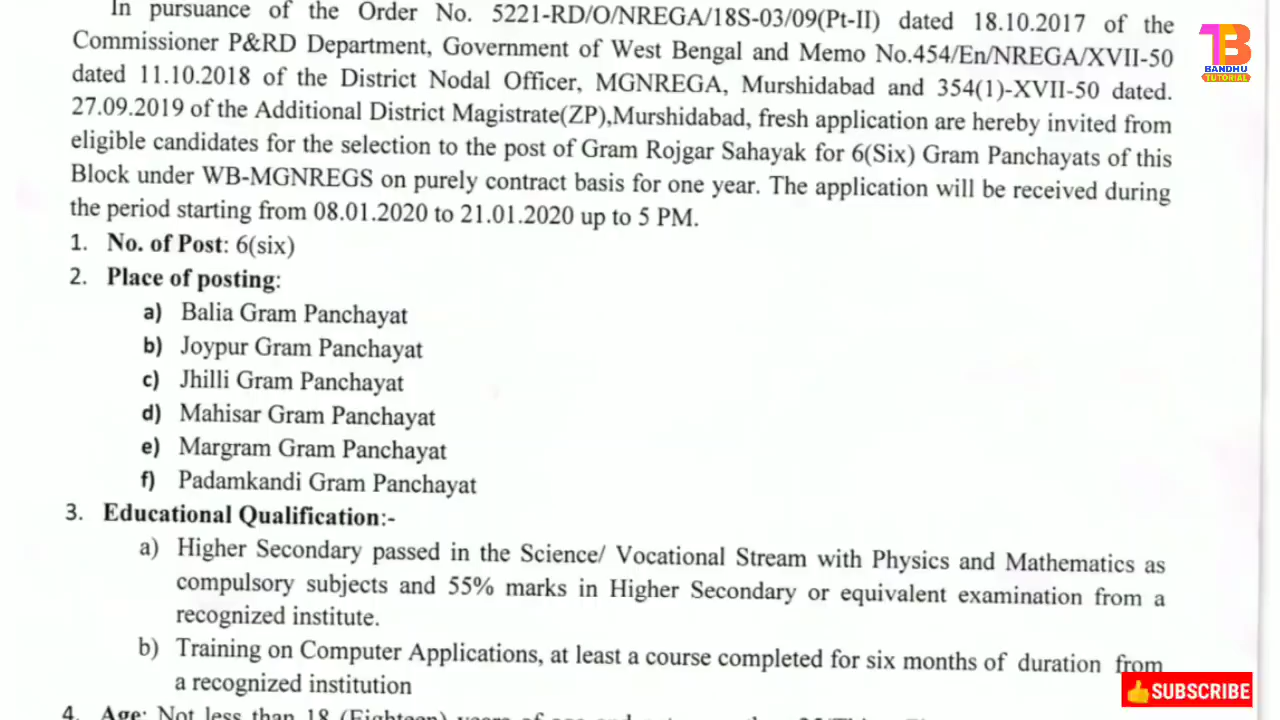 In pursuance of the Order No. 5221-RD/O/NREGA/18S-03/09(Pt-II) dated 18.10.2017 of the
Commissioner P&RD Department, Government of West Bengal and Memo No.454/En/NREGA/XVII-50
dated 11.10.2018 of the District Nodal Officer, MGNREGA, Murshidabad and 354(1)-XVII-50 dated.
27.09.2019 of the Additional District Magistrate(ZP),Murshidabad, fresh application are hereby invited from
eligible candidates for the selection to the post of Gram Rojgar Sahayak for 6(Six) Gram Panchayats of this
Block under WB-MGNREGS on purely contract basis for one year. The application will be received during
the period starting from 08.01.2020 to 21.01.2020 up to 5 PM.
1. No. of Post: 6(six)
2. Place of posting:
a) Balia Gram Panchayat
b) Joypur Gram Panchayat
c) Jhilli Gram Panchayat
d) Mahisar Gram Panchayat
e) Margram Gram Panchayat
f) Padamkandi Gram Panchayat
3. Educational Qualification:-
a) Higher Secondary passed in the Science/ Vocational Stream with Physics and Mathematics as
compulsory subjects and 55% marks in Higher Secondary or equivalent examination from a
recognized institute.
b) Training on Computer Applications, at least a course completed for six months of duration from
a recognized institution
4. Age: Not less than 18 (Eighteen) years of age and
TB
BANDHU
TUTORIAL
SUBSCRIBE